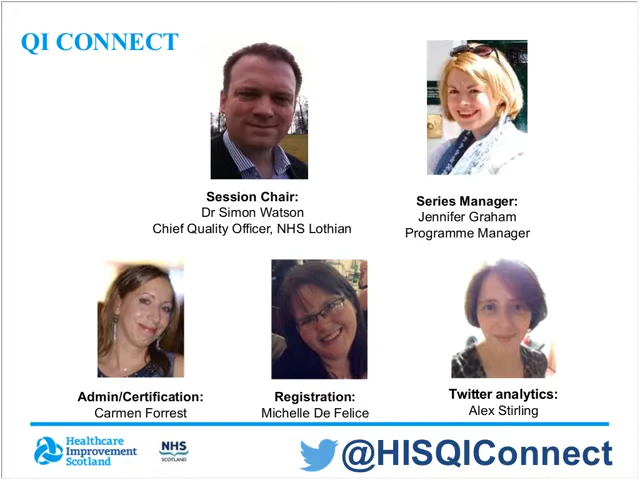 QI CONNECT
Session Chair:
Dr Simon Watson
Chief Quality Officer, NHS Lothian
Series Manager:
Jennifer Graham
Programme Manager
Admin/Certification:
Carmen Forrest
Registration:
Michelle De Felice
Twitter analytics:
Alex Stirling
Healthcare
Improvement
Scotland
NHS
SCOTLAND
@HISQIConnect